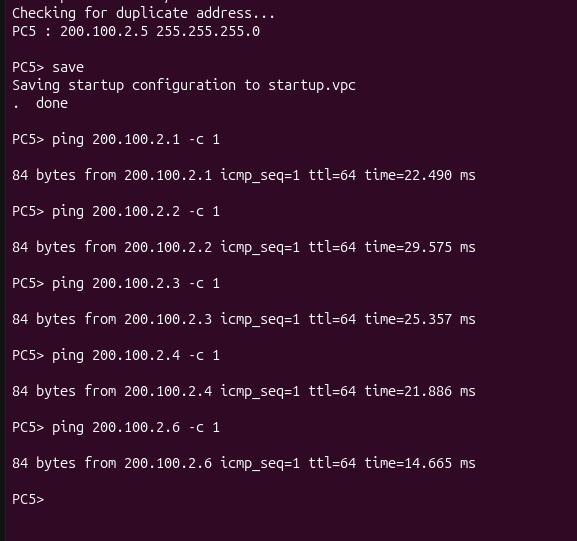 Checking for duplicate address...
PC5 : 200.100.2.5 255.255.255.0
PC5> save
Saving startup configuration to startup.vpc
.  done
PC5> ping 200.100.2.1 -c 1
84 bytes from 200.100.2.1 icmp_seq=1 ttl=64 time=22.490 ms
PC5> ping 200.100.2.2 -c 1
84 bytes from 200.100.2.2 icmp_seq=1 ttl=64 time=29.575 ms
PC5> ping 200.100.2.3 -c 1
84 bytes from 200.100.2.3 icmp_seq=1 ttl=64 time=25.357 ms
PC5> ping 200.100.2.4 -c 1
84 bytes from 200.100.2.4 icmp_seq=1 ttl=64 time=21.886 ms
PC5> ping 200.100.2.6 -c 1
84 bytes from 200.100.2.6 icmp_seq=1 ttl=64 time=14.665 ms
PC5>